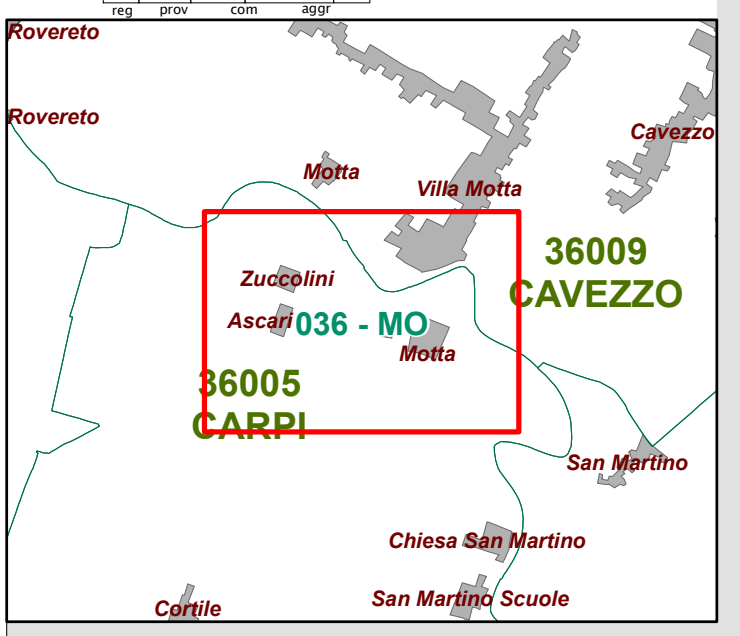 reg prov com aggr
Rovereto
Rovereto
Cavezzo
Motta
Villa Motta
36009
CAVEZZO
Zuccolini
Ascari
036 - MO
Motta
36005
CARPI
San Martino
Chiesa San Martino
San Martino Scuole
Cortile